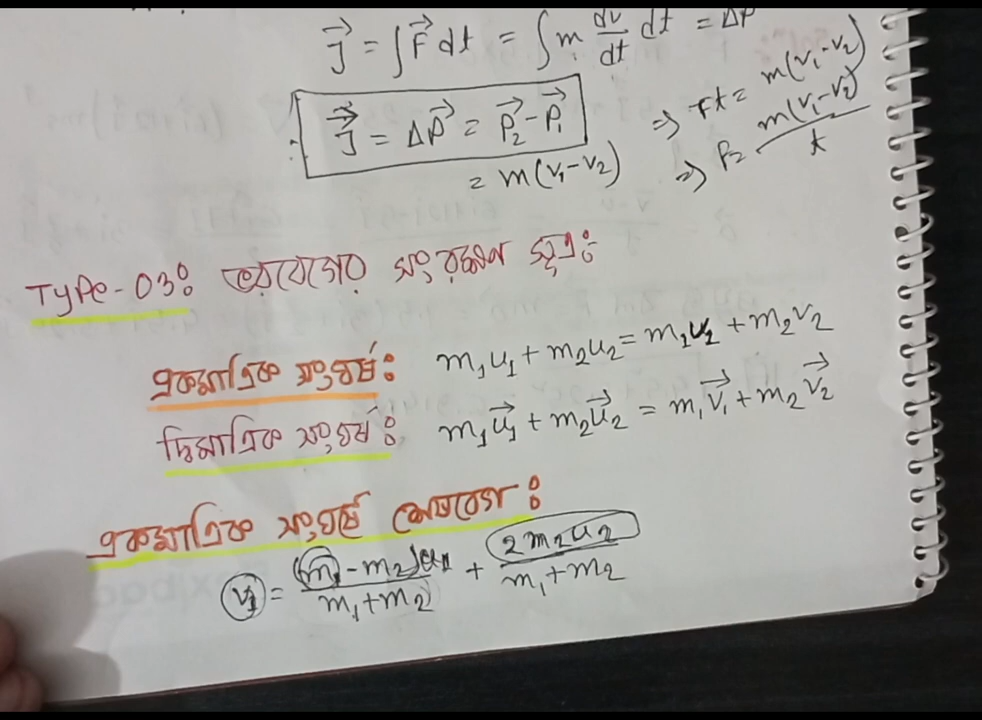 J⃗ = ∫F⃗ dt = ∫m dv/dt dt = ΔP
J⃗ = ΔP⃗ = P⃗₂ - P⃗₁
= m(v₁-v₂)
⇒ Ft = m(v₁-v₂)
⇒ F = m(v₁-v₂)/t
TYPe-03: ভরবেগের সংরক্ষণ সূত্র:
একমাত্রিক সংঘর্ষ: m₁u₁ + m₂u₂ = m₁v₂ + m₂v₂
দ্বিমাত্রিক সংঘর্ষ: m₁u⃗₁ + m₂u⃗₂ = m₁v⃗₁ + m₂v⃗₂
একমাত্রিক সংঘর্ষে শেষবেগ:
v₁ = (m₁-m₂)u₁/m₁+m₂ + 2m₂u₂/m₁+m₂